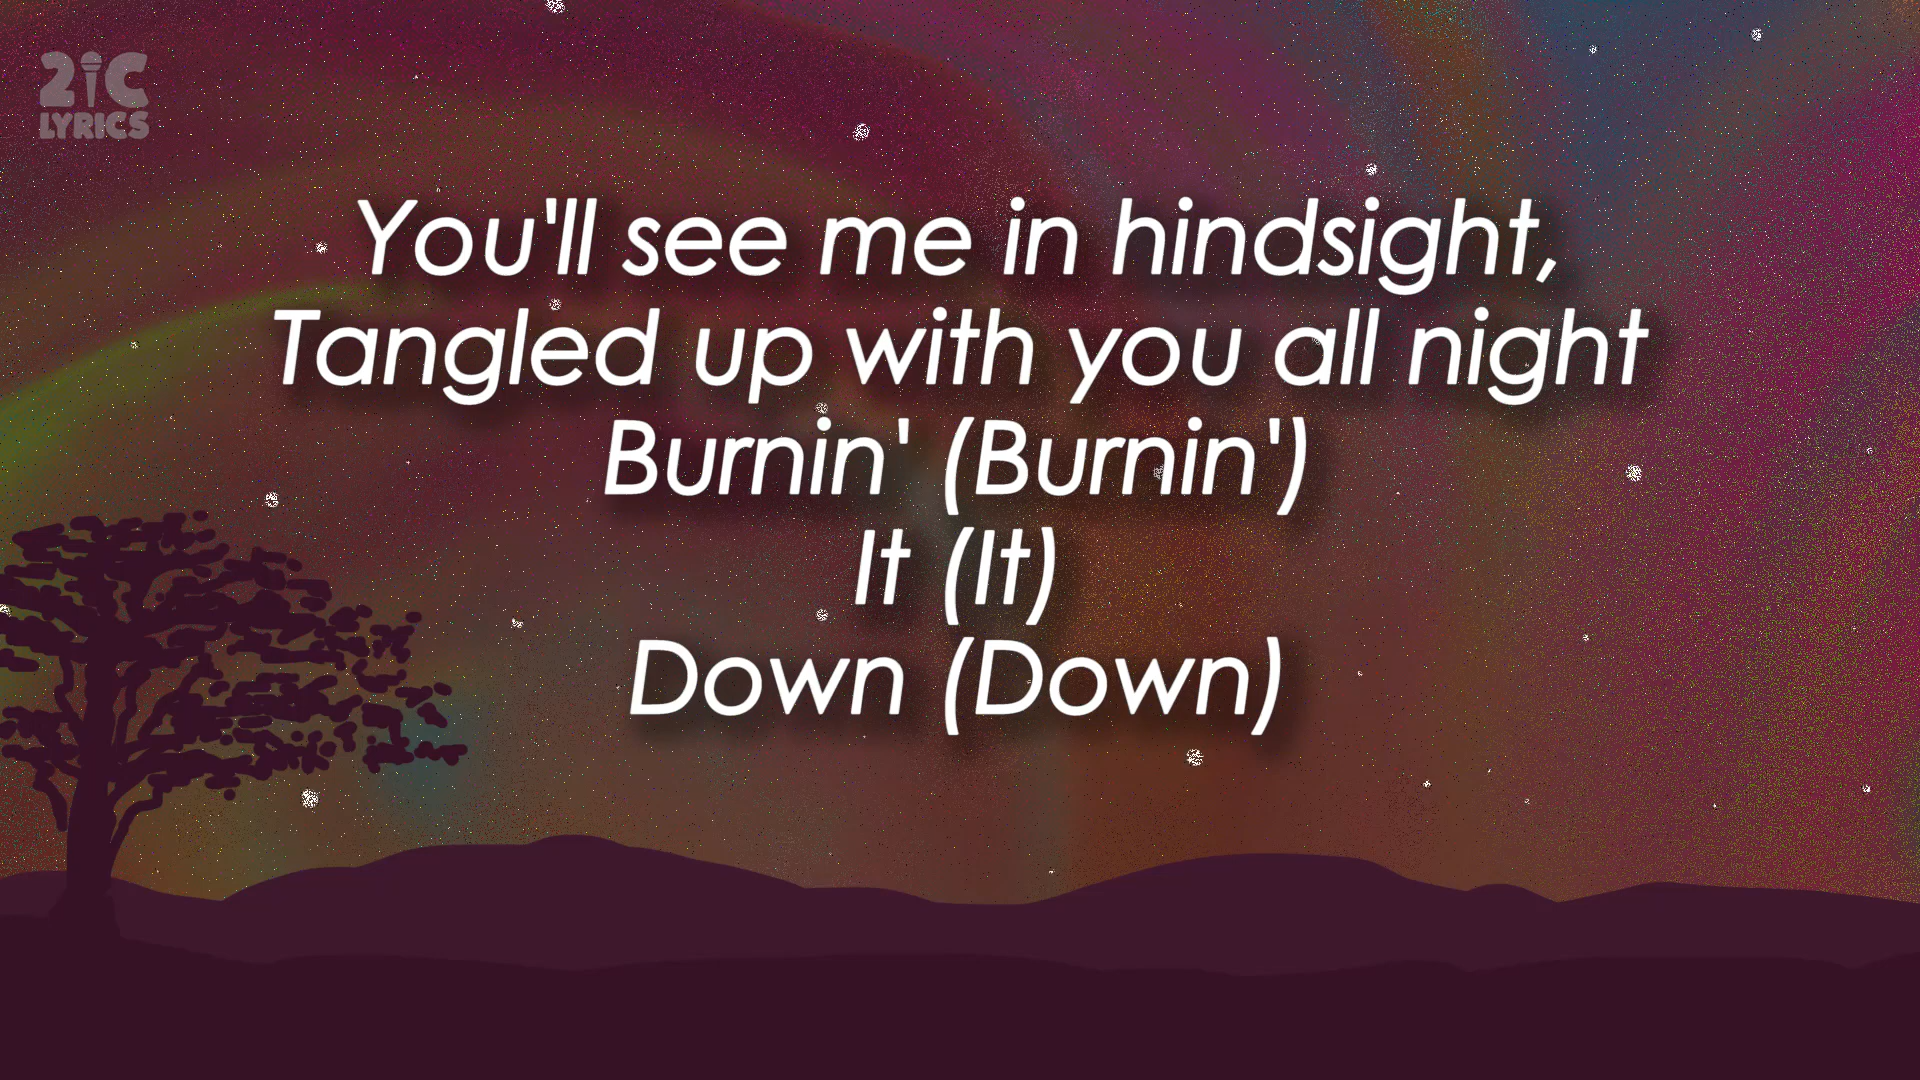 2iC
LYRICS
You'll see me in hindsight,
Tangled up with you all night
Burnin' (Burnin')
It (It)
Down (Down)